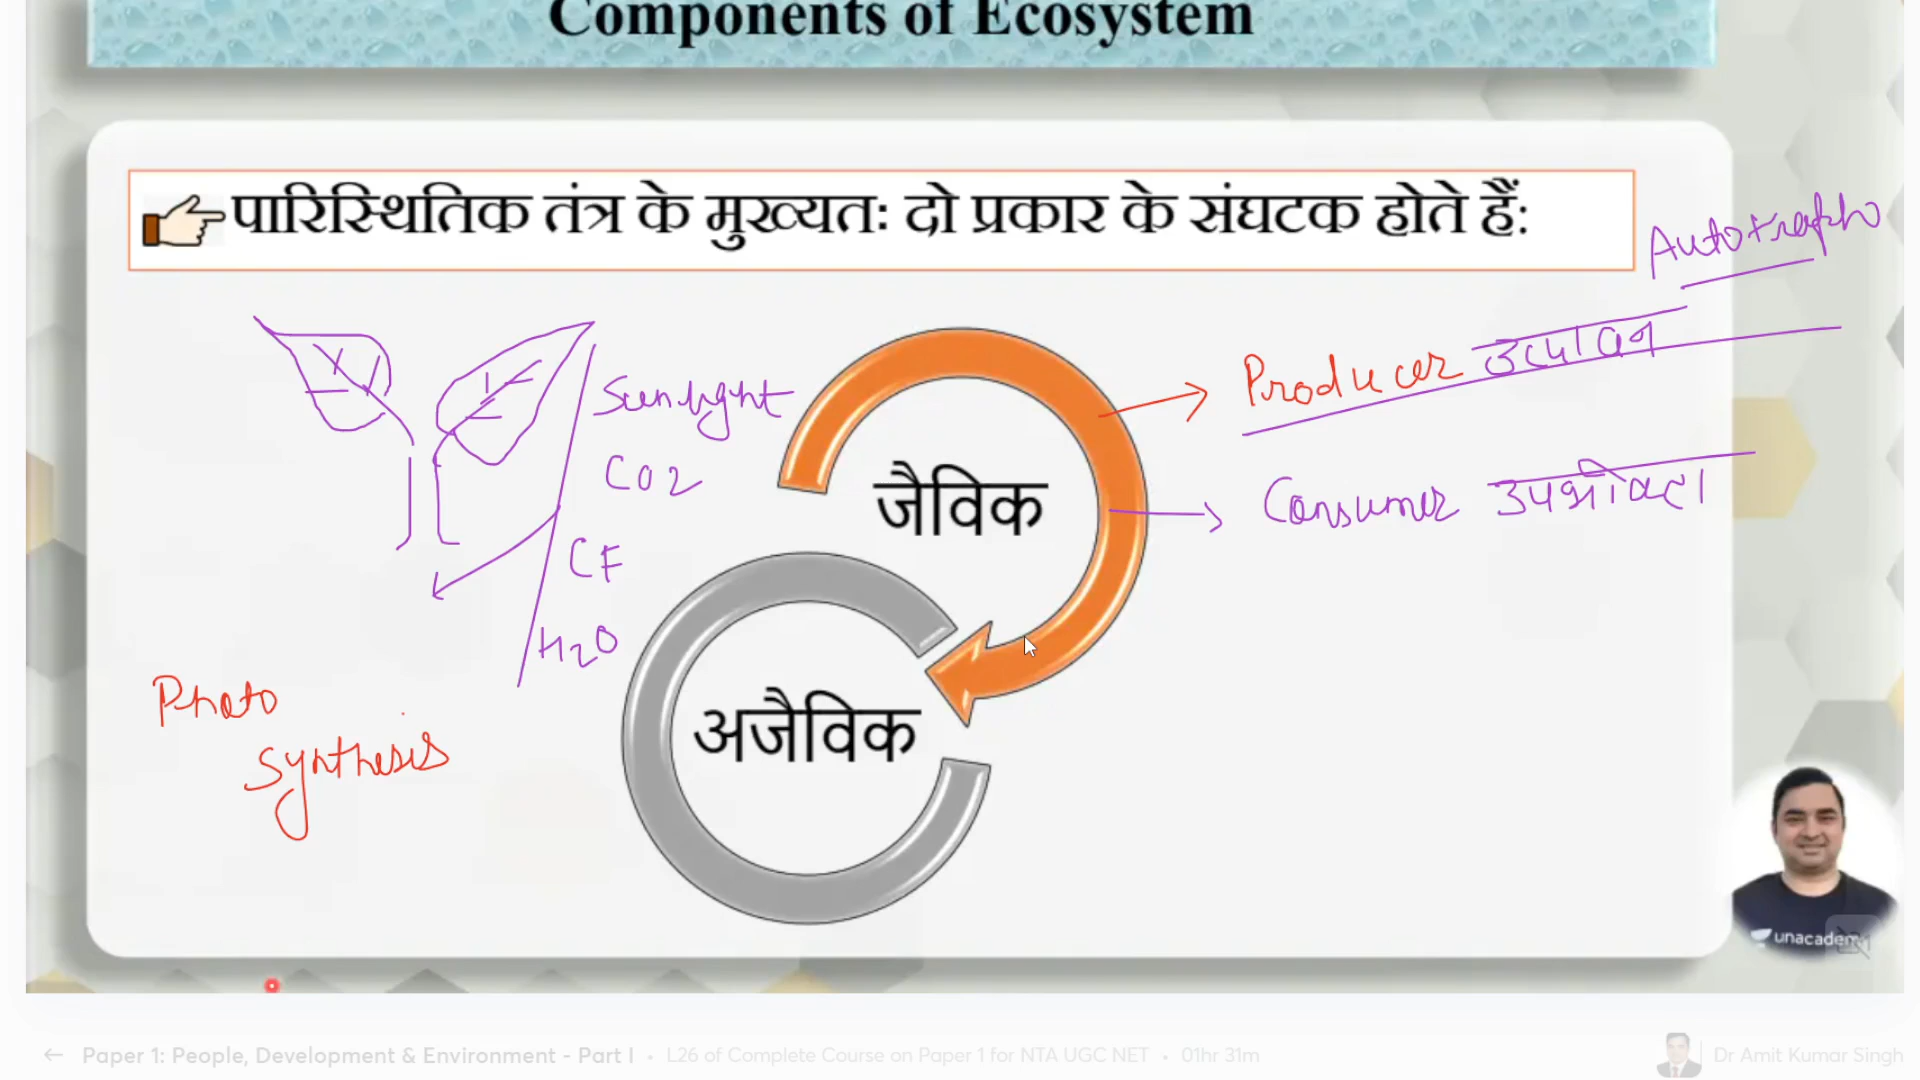 Components of Ecosystem
पारिस्थितिक तंत्र के मुख्यतः दो प्रकार के संघटक होते हैं:
Autotraph
Producer उत्पादक
Sunlight
CO2
जैविक
Consumer उपभोक्ता
CF
H2O
Photo
Synthesis
अजैविक
unacademy
← Paper 1: People, Development & Environment - Part I • L26 of Complete Course on Paper 1 for NTA UGC NET • 01hr 31m
Dr Amit Kumar Singh